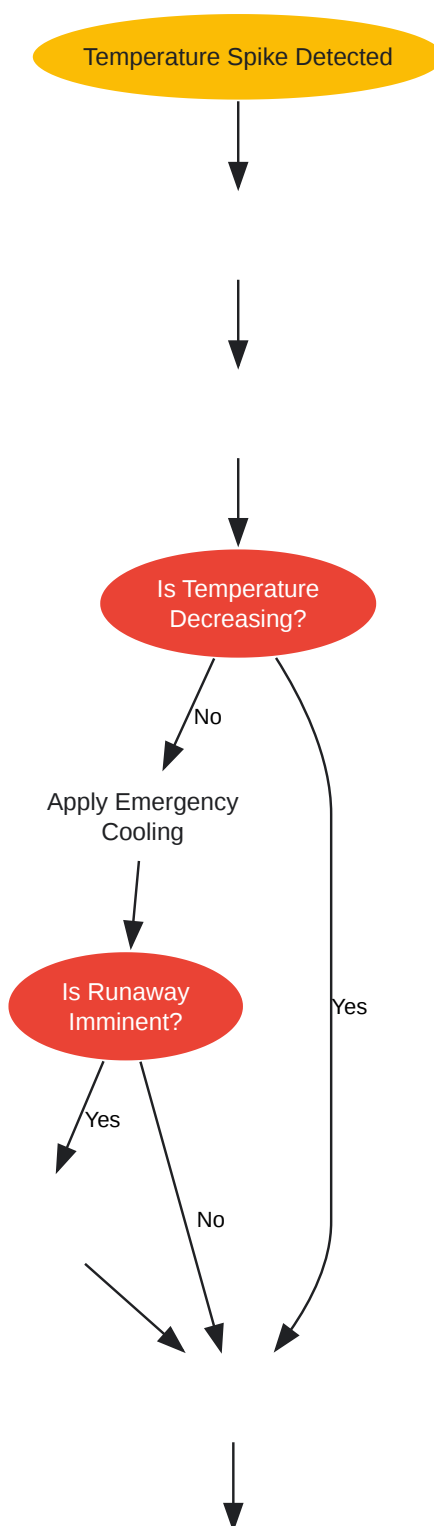 Temperature Spike Detected
Is Temperature
Decreasing?
No
Apply Emergency
Cooling
Is Runaway
Imminent?
Yes
Yes
No